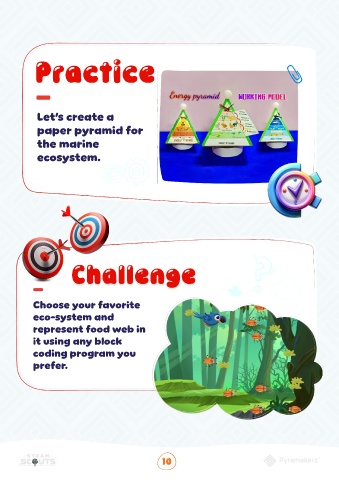 Practice
Let's create a
paper pyramid for
the marine
ecosystem.
Energy pyramid
WORKING MODEL
Challenge
Choose your favorite
eco-system and
represent food web in
it using any block
coding program you
prefer.
SCOUTS
10
Pyramakerz